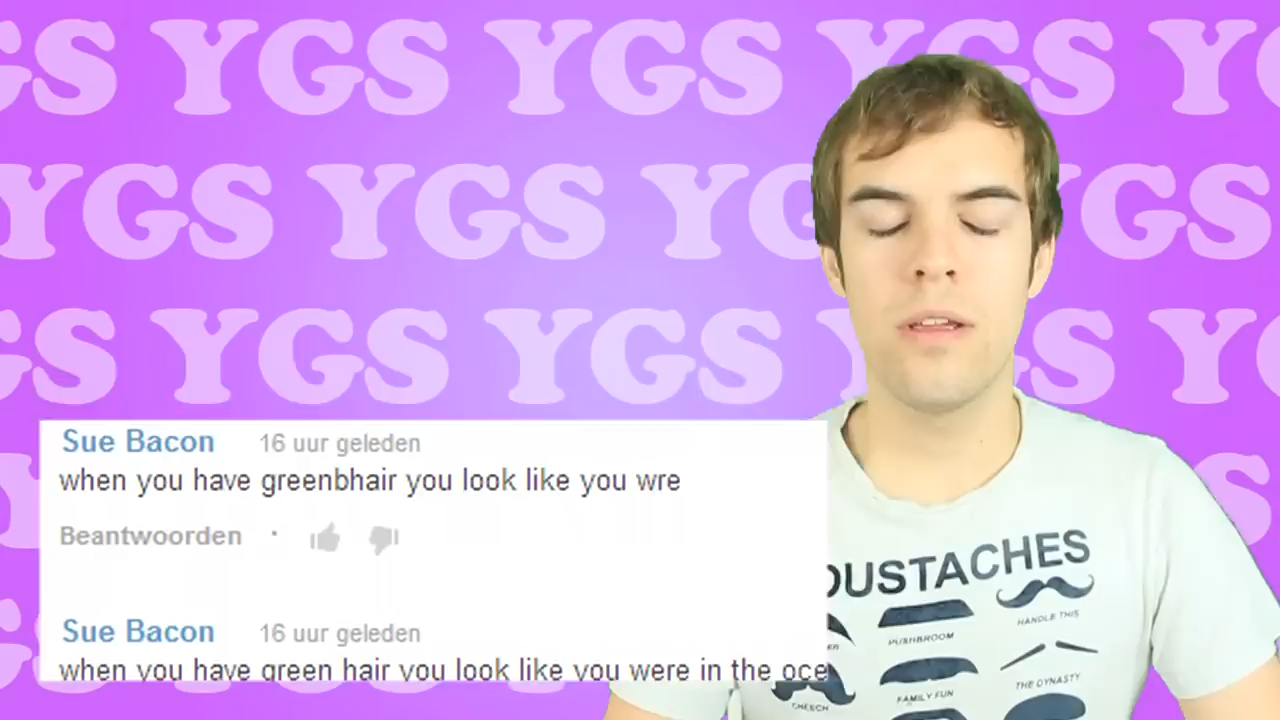 YGS YGS YGS YGS
YGS YGS YGS YGS
YGS YGS YGS YGS
Sue Bacon 16 uur geleden
when you have greenbhair you look like you wre
Beantwoorden ·
Sue Bacon 16 uur geleden
when you have green hair you look like you were in the oce
OUSTACHES
PUSHBROOM
HANDLE THIS
FAMILY FUN
THE DYNASTY
CHEECH